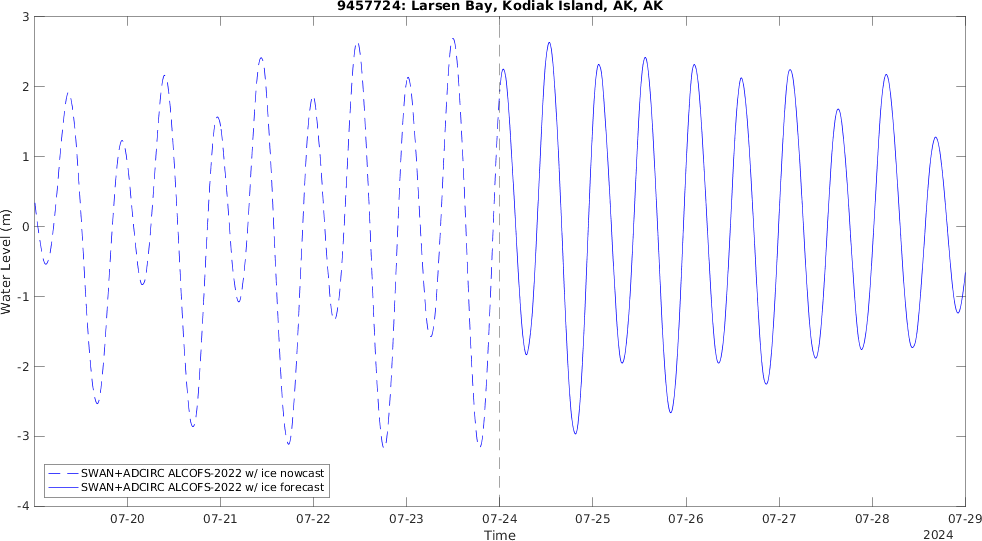 9457724: Larsen Bay, Kodiak Island, AK, AK
3
2
1
0
-1
-2
-3
-4
Water Level (m)
SWAN+ADCIRC ALCOFS-2022 w/ ice nowcast
SWAN+ADCIRC ALCOFS-2022 w/ ice forecast
07-20 07-21 07-22 07-23 07-24 07-25 07-26 07-27 07-28 07-29
Time
2024